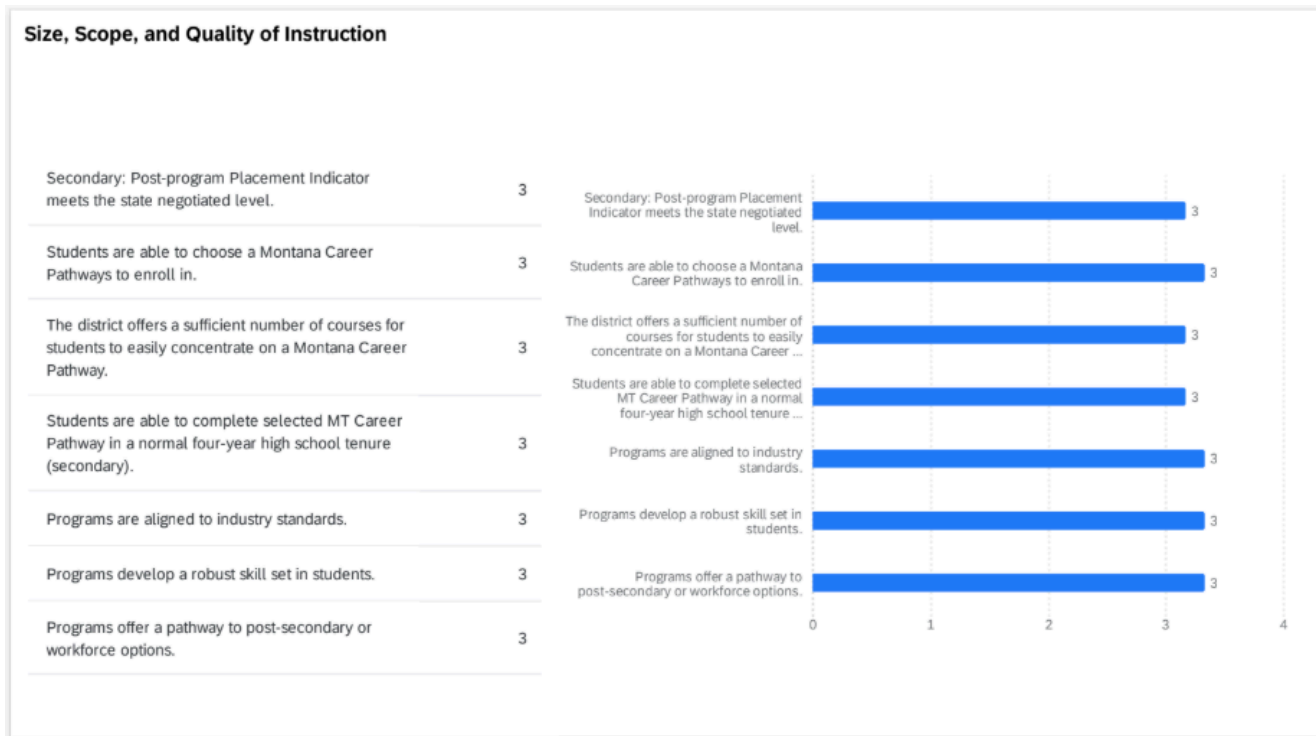 Size, Scope, and Quality of Instruction
Secondary: Post-program Placement Indicator
meets the state negotiated level.
3
Students are able to choose a Montana Career
Pathways to enroll in.
3
The district offers a sufficient number of courses for
students to easily concentrate on a Montana Career
Pathway.
3
Students are able to complete selected MT Career
Pathway in a normal four-year high school tenure
(secondary).
3
Programs are aligned to industry standards.
3
Programs develop a robust skill set in students.
3
Programs offer a pathway to post-secondary or
workforce options.
3
Secondary: Post-program Placement
Indicator meets the state negotiated
level.
3
Students are able to choose a Montana
Career Pathways to enroll in.
3
The district offers a sufficient number of
courses for students to easily
concentrate on a Montana Career ...
3
Students are able to complete selected
MT Career Pathway in a normal
four-year high school tenure ...
3
Programs are aligned to industry
standards.
3
Programs develop a robust skill set in
students.
3
Programs offer a pathway to
post-secondary or workforce options.
3
0 1 2 3 4